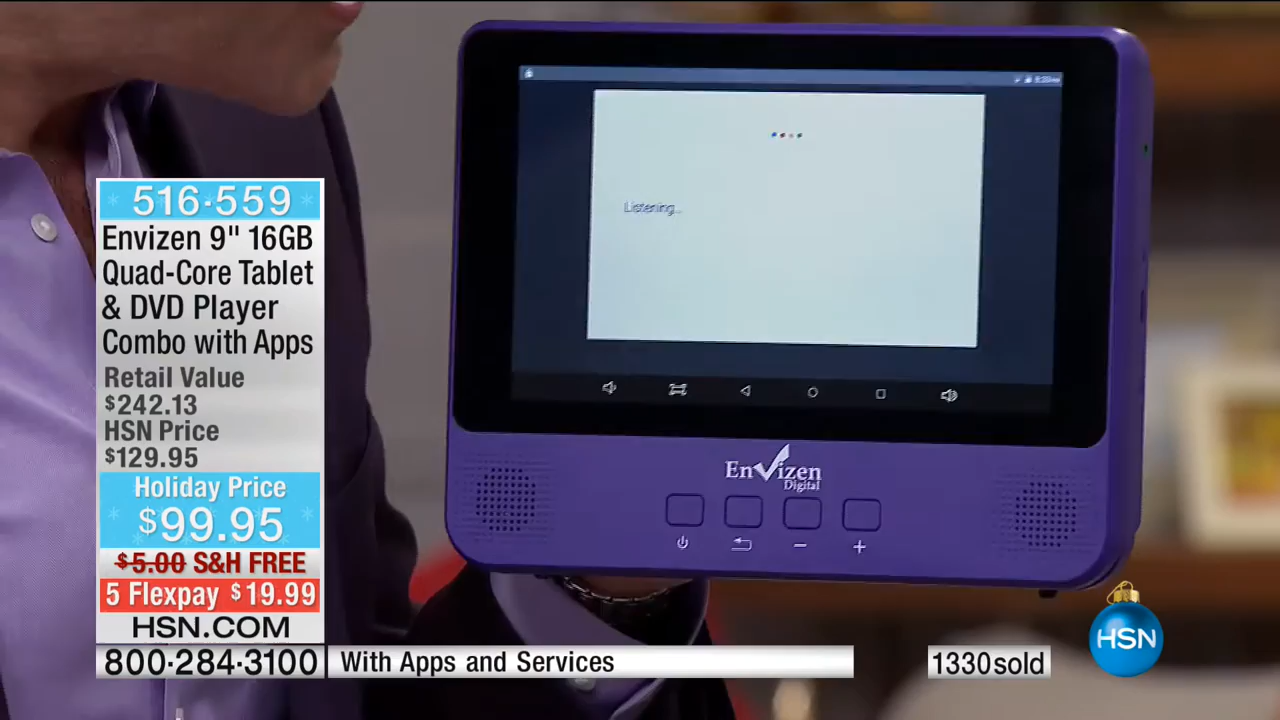 516·559
Envizen 9" 16GB
Quad-Core Tablet
& DVD Player
Combo with Apps
Retail Value
$242.13
HSN Price
$129.95
Holiday Price
$99.95
$5.00 S&H FREE
5 Flexpay $19.99
HSN.COM
800·284·3100
With Apps and Services
1330 sold
HSN
Listening...
EnVizen
Digital